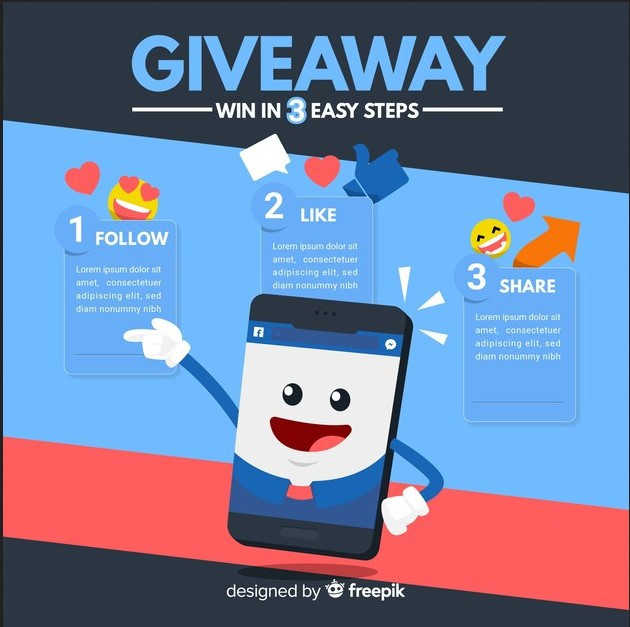 GIVEAWAY
WIN IN 3 EASY STEPS
1 FOLLOW
Lorem ipsum dolor sit
amet, consectetuer
adipiscing elit, sed
diam nonummy nibh
2 LIKE
Lorem ipsum dolor sit
amet, consectetuer
adipiscing elit, sed
diam nonummy nibh
3 SHARE
Lorem ipsum dolor sit
amet, consectetuer
adipiscing elit, sed
diam nonummy nibh
f
designed by freepik